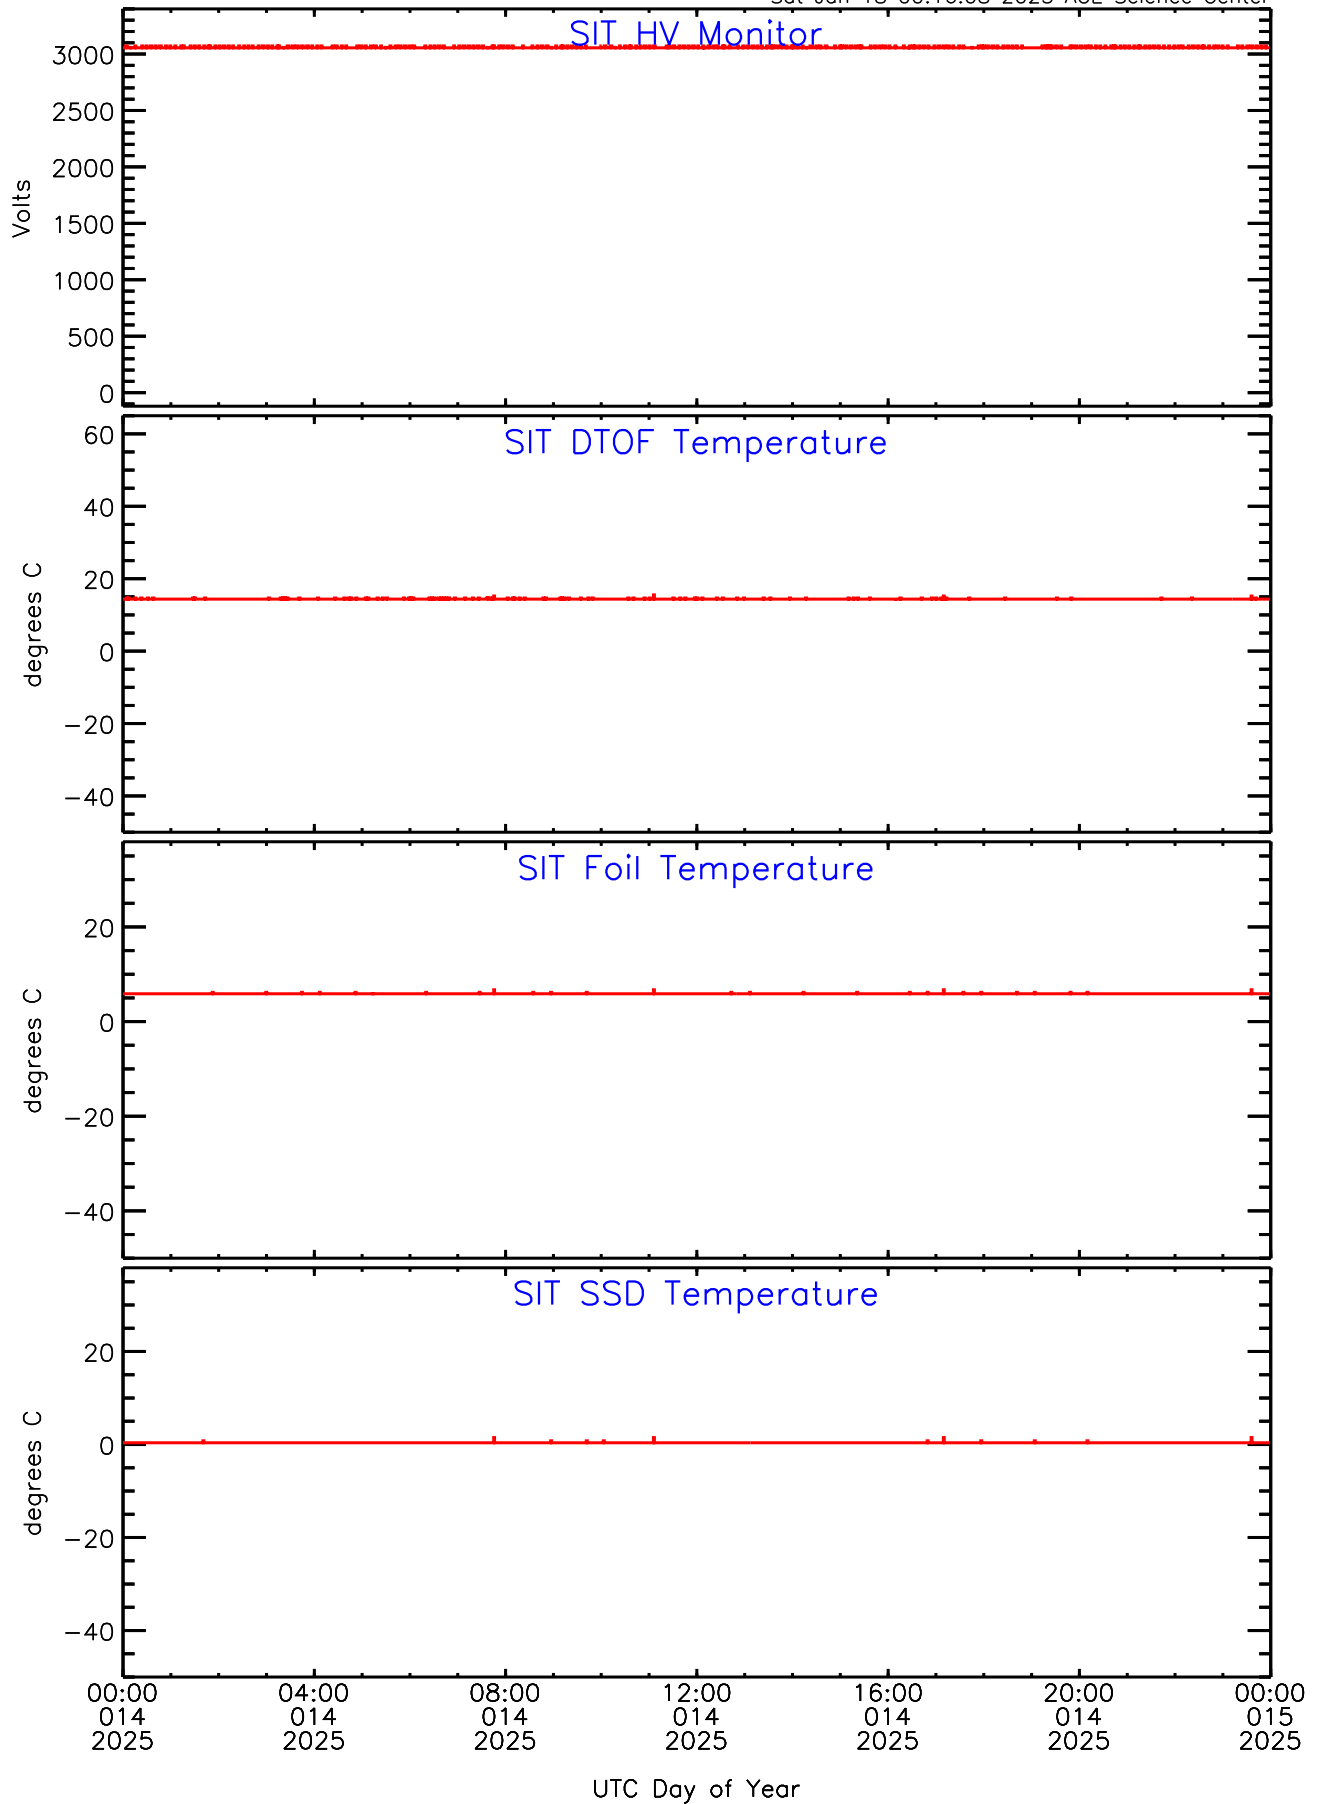 SIT HV Monitor
3000
2500
2000
1500
1000
500
0
Volts
SIT DTOF Temperature
60
40
20
0
−20
−40
degrees C
SIT Foil Temperature
20
0
−20
−40
degrees C
SIT SSD Temperature
20
0
−20
−40
degrees C
00:00 04:00 08:00 12:00 16:00 20:00 00:00
014 014 014 014 014 014 015
2025 2025 2025 2025 2025 2025 2025
UTC Day of Year